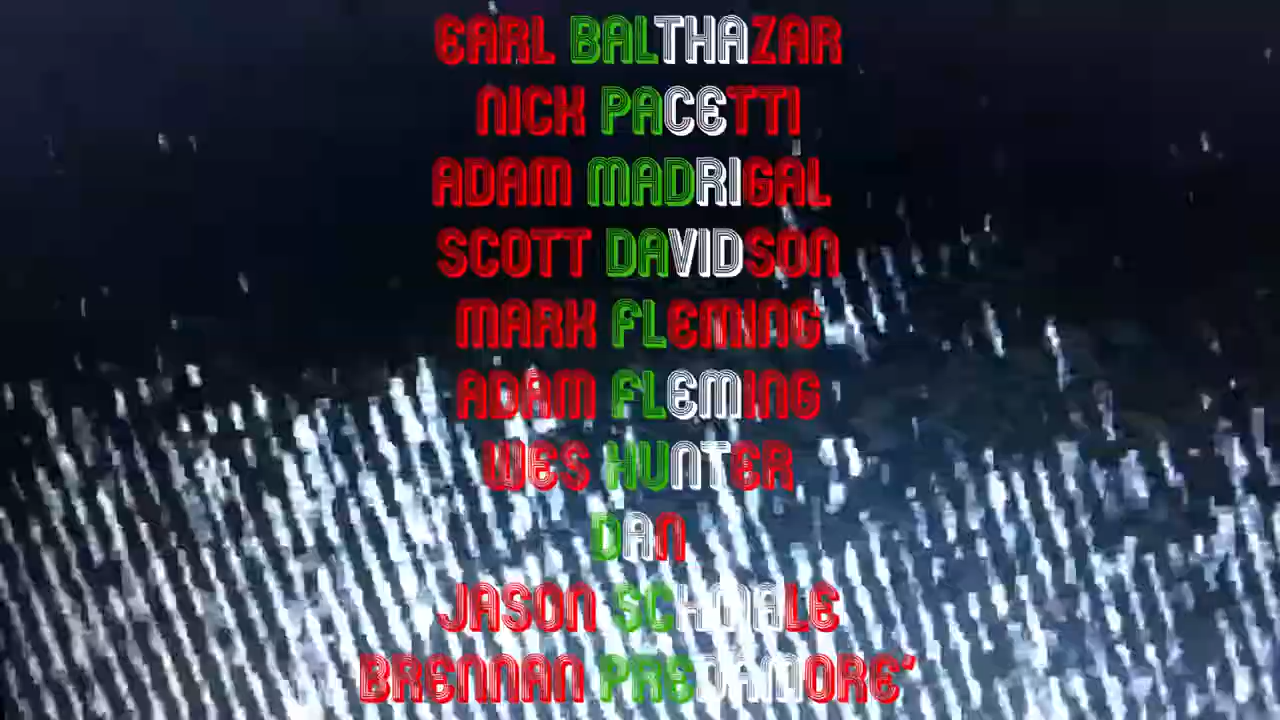 EARL BALTHAZAR
NICK PACETTI
ADAM MADRIGAL
SCOTT DAVIDSON
MARK FLEMING
ADAM FLEMING
WES HUNTER
DAN
JASON
BRENNAN